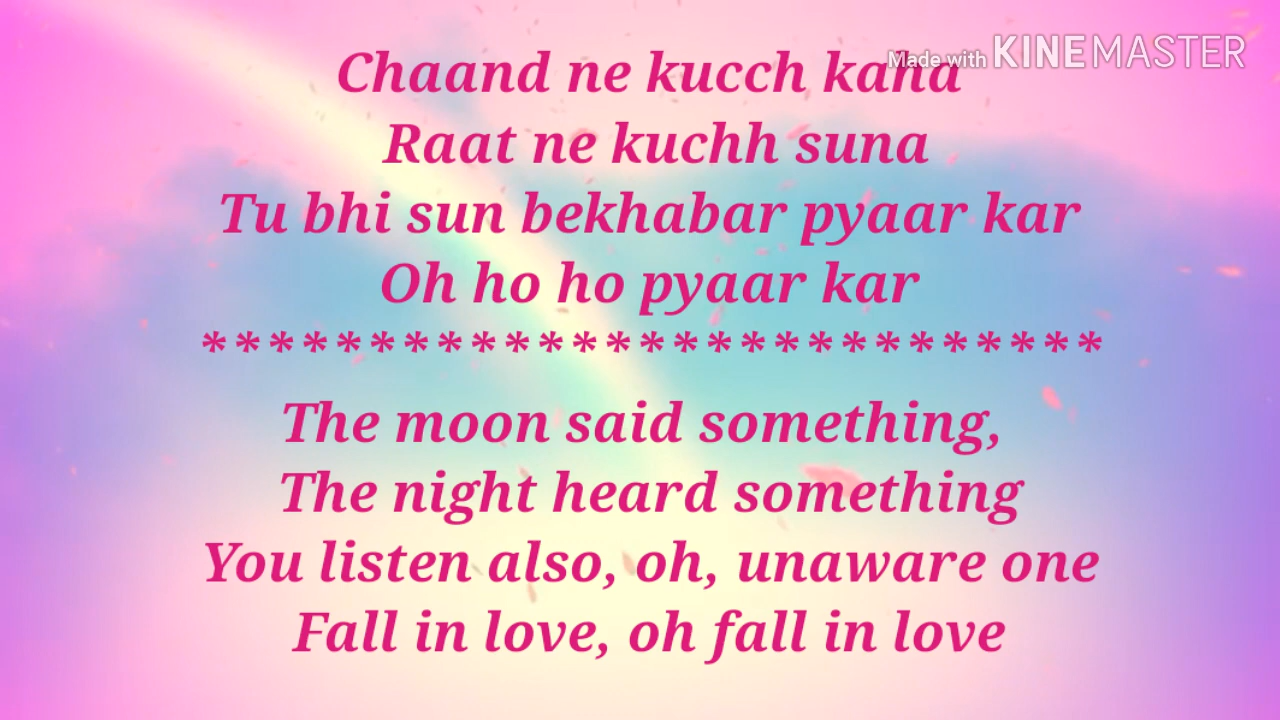 Made with KINEMASTER
Chaand ne kucch kaha
Raat ne kuchh suna
Tu bhi sun bekhabar pyaar kar
Oh ho ho pyaar kar
***************************
The moon said something,
The night heard something
You listen also, oh, unaware one
Fall in love, oh fall in love